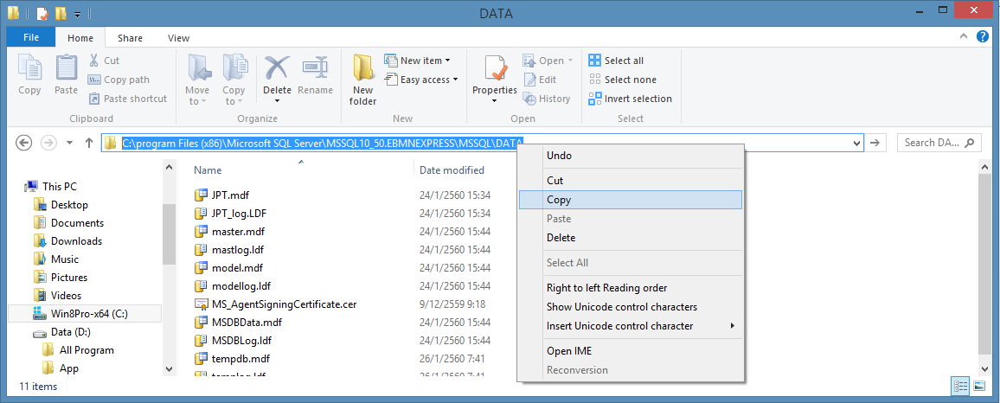 DATA
File Home Share View
Copy
Paste
Cut
Copy path
Paste shortcut
Clipboard
Move to
Copy to
Delete
Rename
Organize
New folder
New item
Easy access
New
Properties
Open
Edit
History
Open
Select all
Select none
Invert selection
Select
C:\program Files (x86)\Microsoft SQL Server\MSSQL10_50.EBMNEXPRESS\MSSQL\DATA
Search DA...
This PC
Desktop
Documents
Downloads
Music
Pictures
Videos
Win8Pro-x64 (C:)
Data (D:)
All Program
App
Name Date modified
JPT.mdf 24/1/2560 15:34
JPT_log.LDF 24/1/2560 15:34
master.mdf 24/1/2560 15:44
mastlog.ldf 24/1/2560 15:44
model.mdf 24/1/2560 15:44
modellog.ldf 24/1/2560 15:44
MS_AgentSigningCertificate.cer 9/12/2559 9:18
MSDBData.mdf 24/1/2560 15:44
MSDBLog.ldf 24/1/2560 15:44
tempdb.mdf 26/1/2560 7:41
templog.ldf 26/1/2560 7:41
Undo
Cut
Copy
Paste
Delete
Select All
Right to left Reading order
Show Unicode control characters
Insert Unicode control character
Open IME
Reconversion
11 items